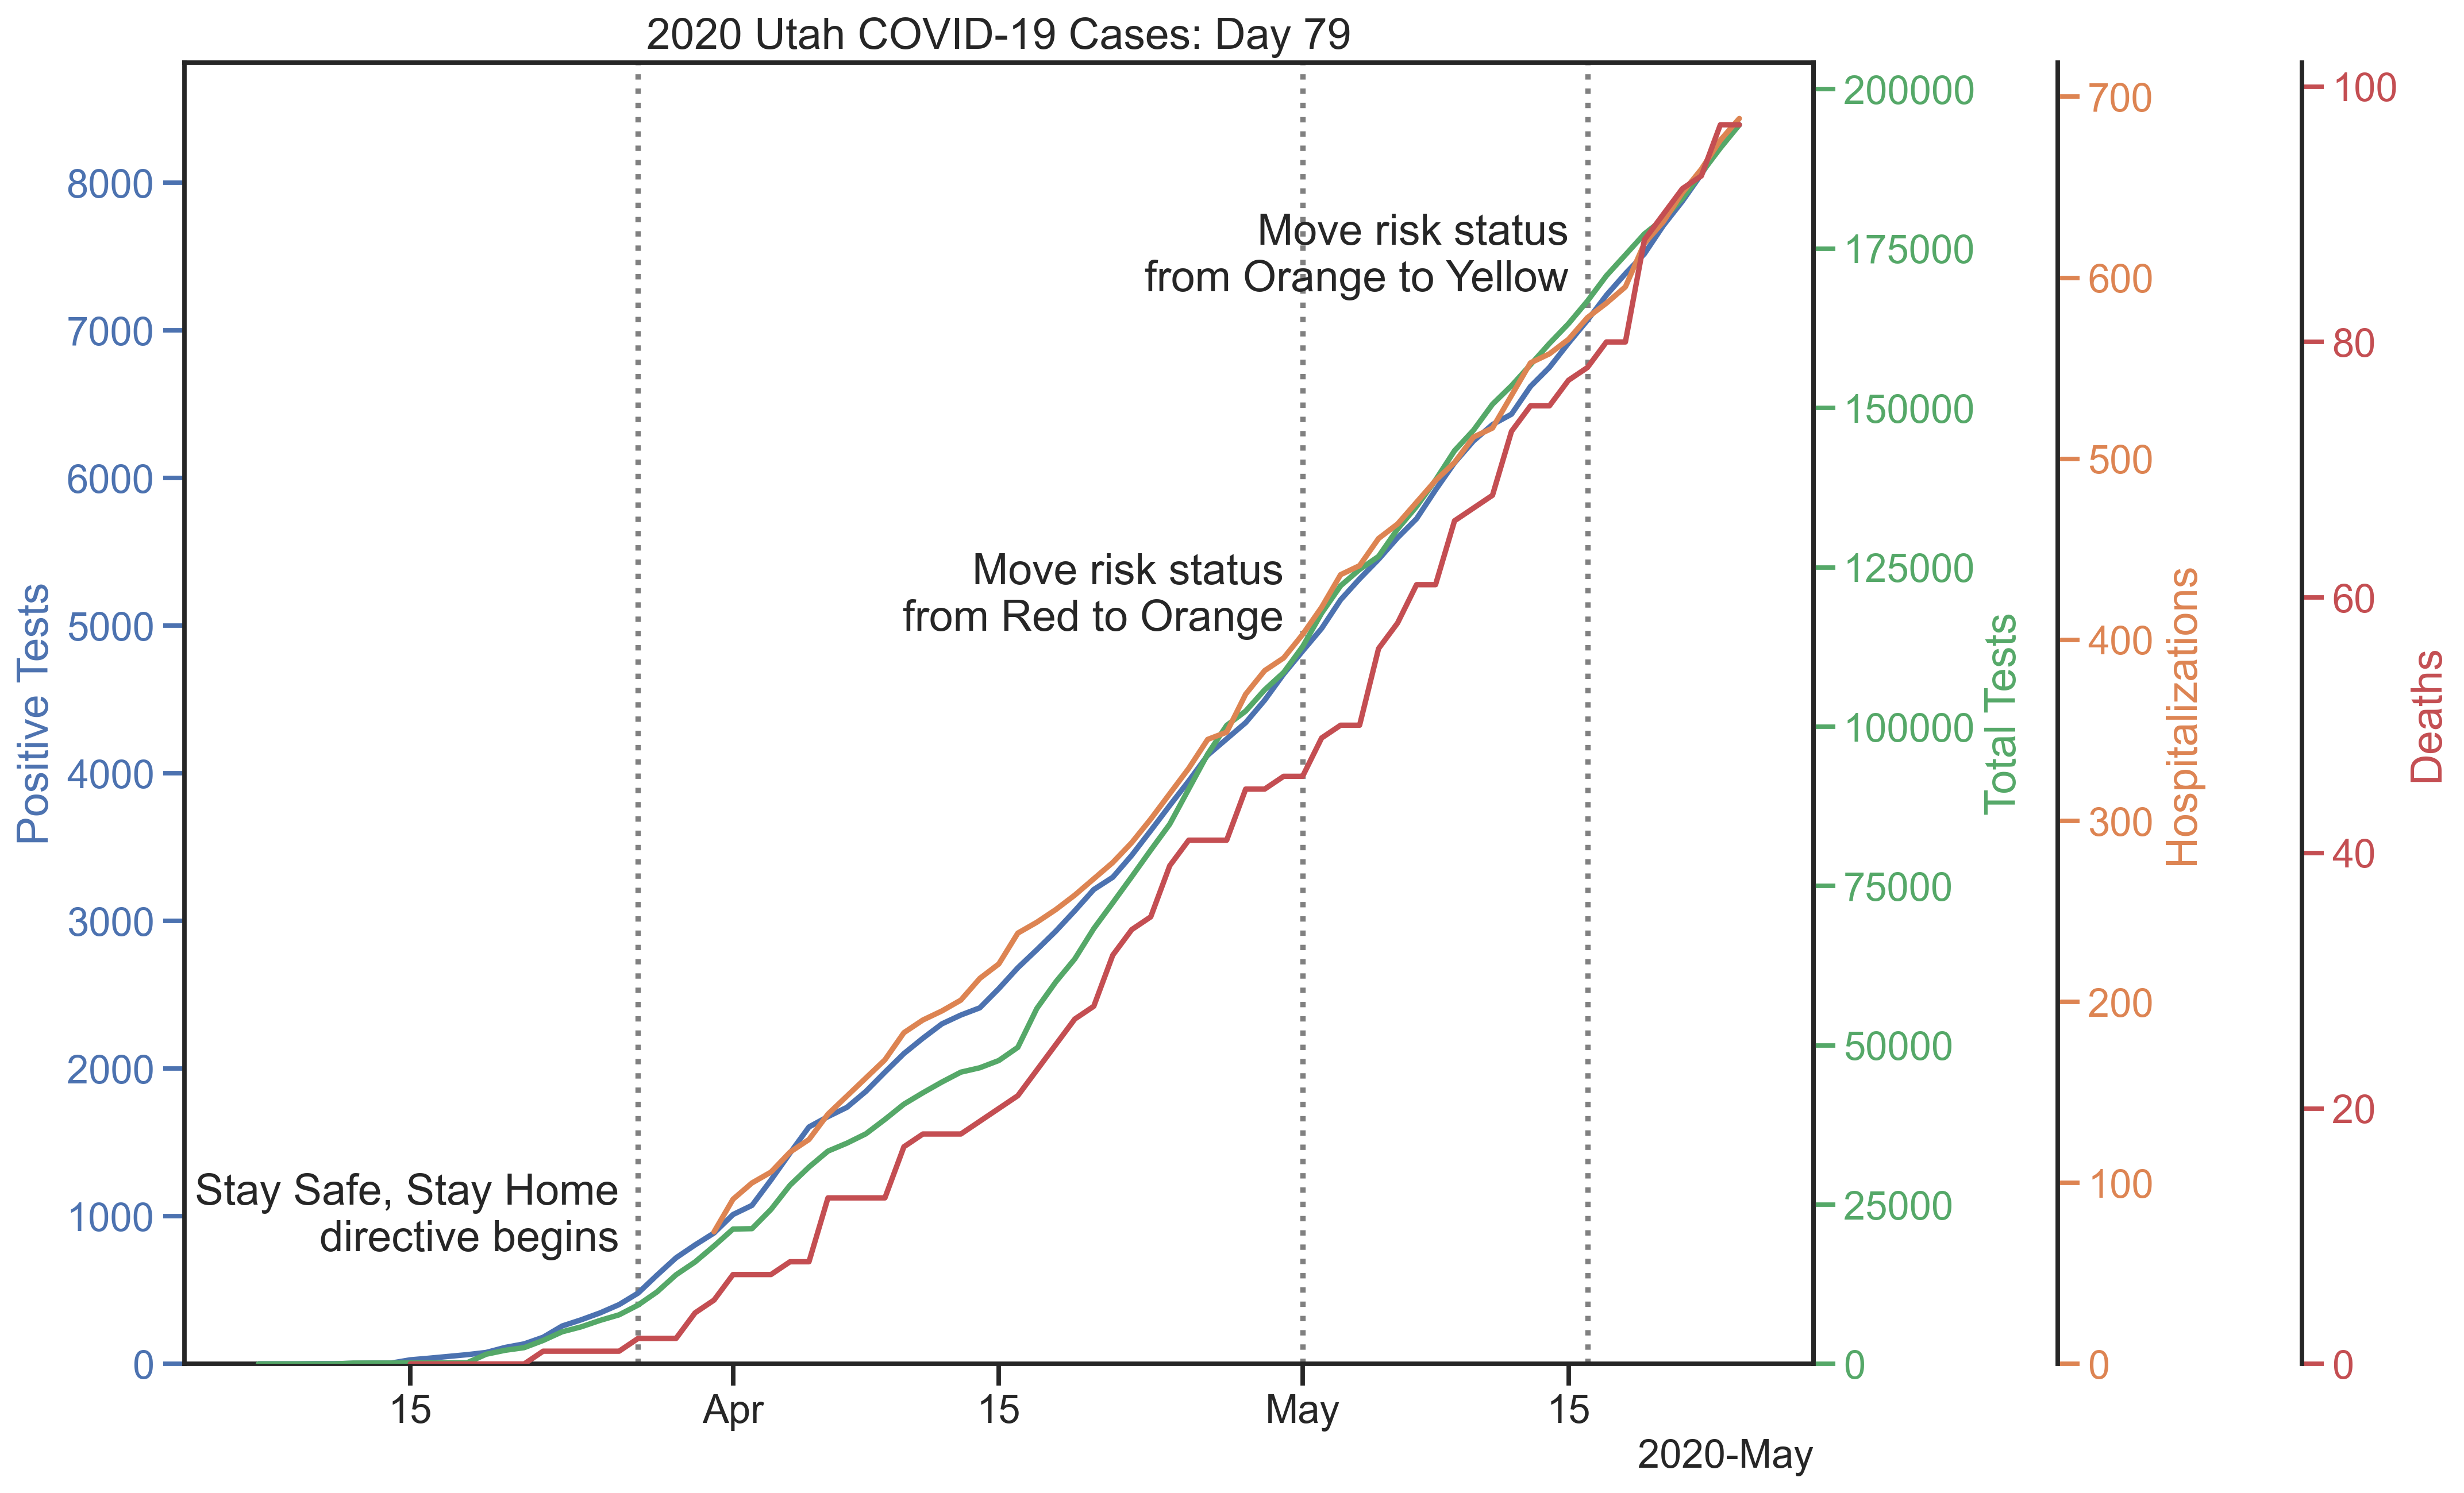 2020 Utah COVID-19 Cases: Day 79
Positive Tests
8000
7000
6000
5000
4000
3000
2000
1000
0
Move risk status
from Orange to Yellow
Move risk status
from Red to Orange
Stay Safe, Stay Home
directive begins
15
Apr
15
May
15
2020-May
200000
175000
150000
125000
100000
75000
50000
25000
0
Total Tests
700
600
500
400
300
200
100
0
Hospitalizations
100
80
60
40
20
0
Deaths